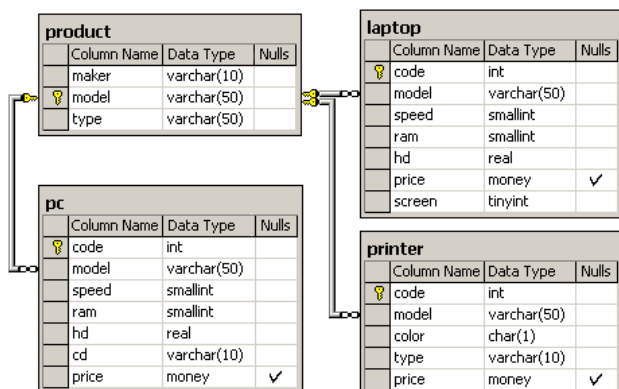 product
Column Name Data Type Nulls
maker varchar(10)
model varchar(50)
type varchar(50)
laptop
Column Name Data Type Nulls
code int
model varchar(50)
speed smallint
ram smallint
hd real
price money ✓
screen tinyint
pc
Column Name Data Type Nulls
code int
model varchar(50)
speed smallint
ram smallint
hd real
cd varchar(10)
price money ✓
printer
Column Name Data Type Nulls
code int
model varchar(50)
color char(1)
type varchar(10)
price money ✓